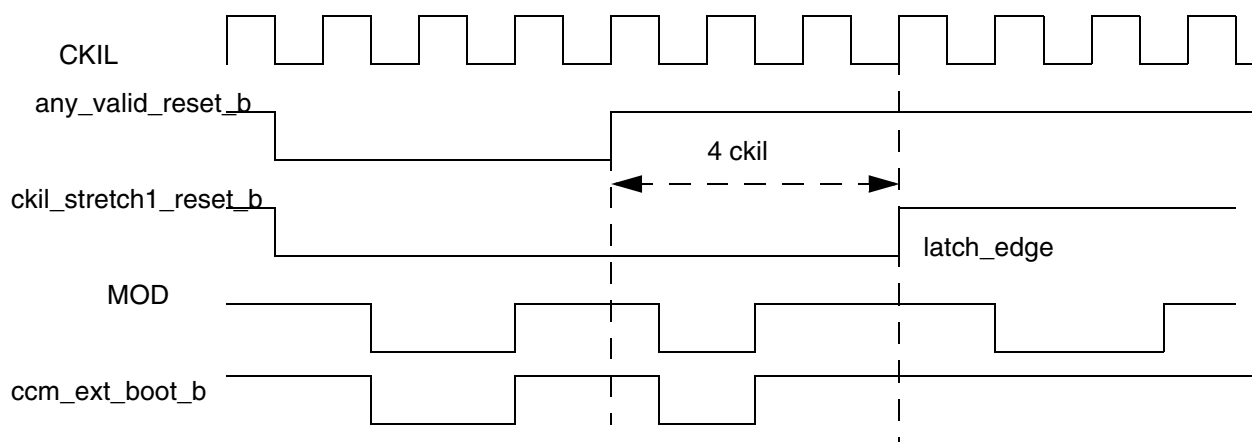 CKIL
any_valid_reset_b
4 ckil
ckil_stretch1_reset_b
latch_edge
MOD
ccm_ext_boot_b